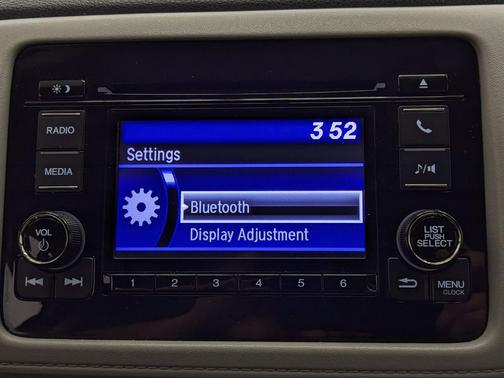 3 52
Settings
RADIO
MEDIA
Bluetooth
Display Adjustment
VOL
LIST
PUSH
SELECT
1 2 3 4 5 6
MENU
CLOCK